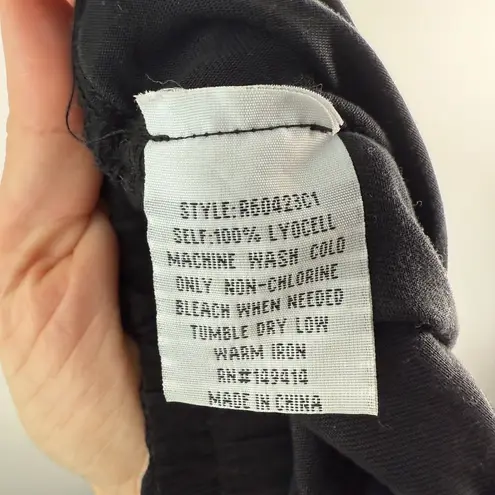 STYLE:R60423C1
SELF:100% LYOCELL
MACHINE WASH COLD
ONLY NON-CHLORINE
BLEACH WHEN NEEDED
TUMBLE DRY LOW
WARM IRON
RN#149414
MADE IN CHINA